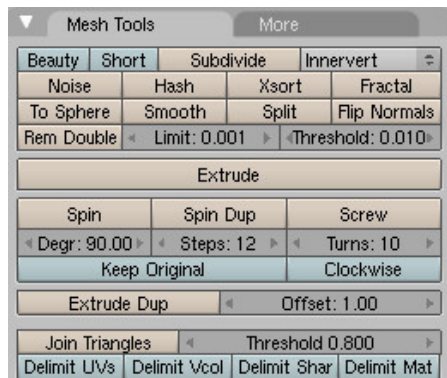 Mesh Tools More
Beauty Short Subdivide Innervert
Noise Hash Xsort Fractal
To Sphere Smooth Split Flip Normals
Rem Double Limit: 0.001 Threshold: 0.010
Extrude
Spin Spin Dup Screw
Degr: 90.00 Steps: 12 Turns: 10
Keep Original Clockwise
Extrude Dup Offset: 1.00
Join Triangles Threshold 0.800
Delimit UVs Delimit Vcol Delimit Shar Delimit Mat